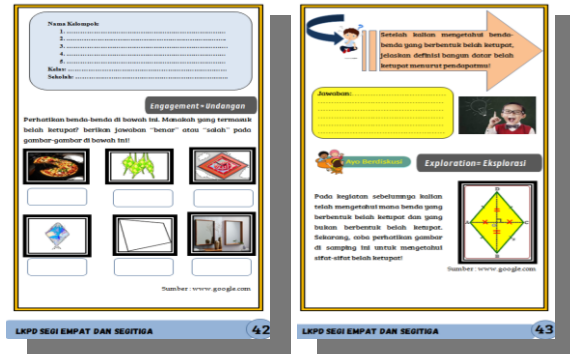 Nama Kelompok:
1. ................................................................
2. ................................................................
3. ................................................................
4. ................................................................
5. ................................................................
Kelas: ................................................................
Sekolah: ................................................................
Engagement = Undangan
Perhatikan benda-benda di bawah ini. Manakah yang termasuk
belah ketupat? berikan jawaban "benar" atau "salah" pada
gambar-gambar di bawah ini!
Sumber : www.google.com
LKPD SEGI EMPAT DAN SEGITIGA
42
Setelah kalian mengetahui benda-
benda yang berbentuk belah ketupat,
jelaskan definisi bangun datar belah
ketupat menurut pendapatmu!
Jawaban: ................................
Ayo Berdiskusi
Exploration= Eksplorasi
Pada kegiatan sebelumnya kalian
telah mengetahui mana benda yang
berbentuk belah ketupat dan yang
bukan berbentuk belah ketupat.
Sekarang, coba perhatikan gambar
di samping ini untuk mengetahui
sifat-sifat belah ketupat!
D
A
C
B
Sumber : www.google.com
LKPD SEGI EMPAT DAN SEGITIGA
43